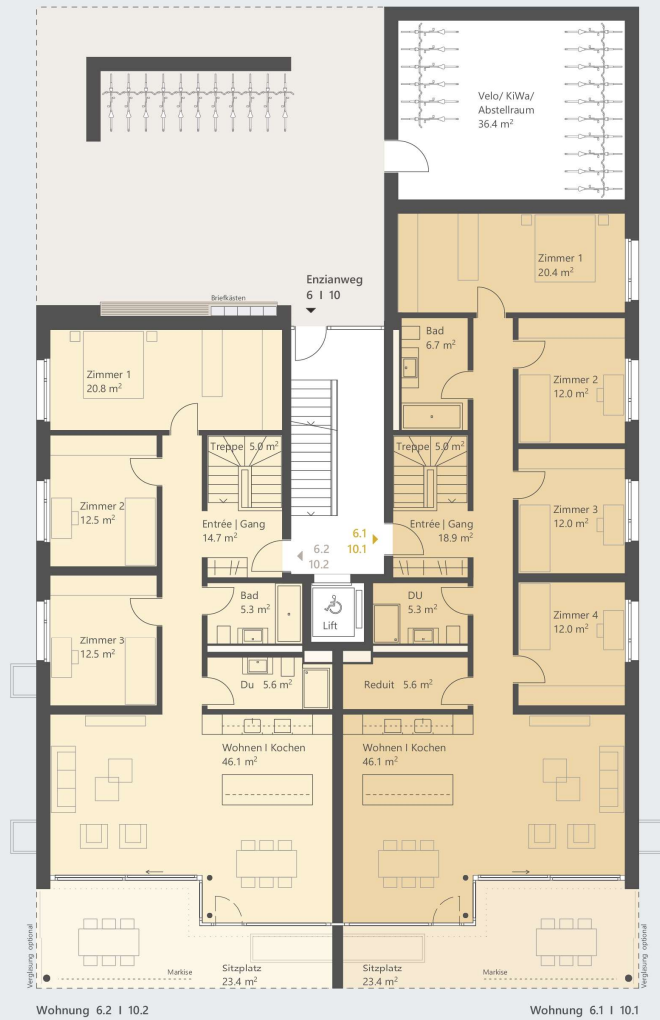 Velo/ KiWa/
Abstellraum
36.4 m²
Enzianweg
6 I 10
Briefkästen
Zimmer 1
20.4 m²
Bad
6.7 m²
Zimmer 1
20.8 m²
Zimmer 2
12.0 m²
Treppe 5.0 m²
Treppe 5.0 m²
Zimmer 2
12.5 m²
Entrée | Gang
14.7 m²
6.2
10.2
6.1
10.1
Entrée | Gang
18.9 m²
Zimmer 3
12.0 m²
Bad
5.3 m²
Lift
DU
5.3 m²
Zimmer 4
12.0 m²
Zimmer 3
12.5 m²
Du 5.6 m²
Reduit 5.6 m²
Wohnen I Kochen
46.1 m²
Wohnen I Kochen
46.1 m²
Verglasung optional
Markise
Sitzplatz
23.4 m²
Sitzplatz
23.4 m²
Markise
Verglasung optional
Wohnung 6.2 I 10.2
Wohnung 6.1 I 10.1